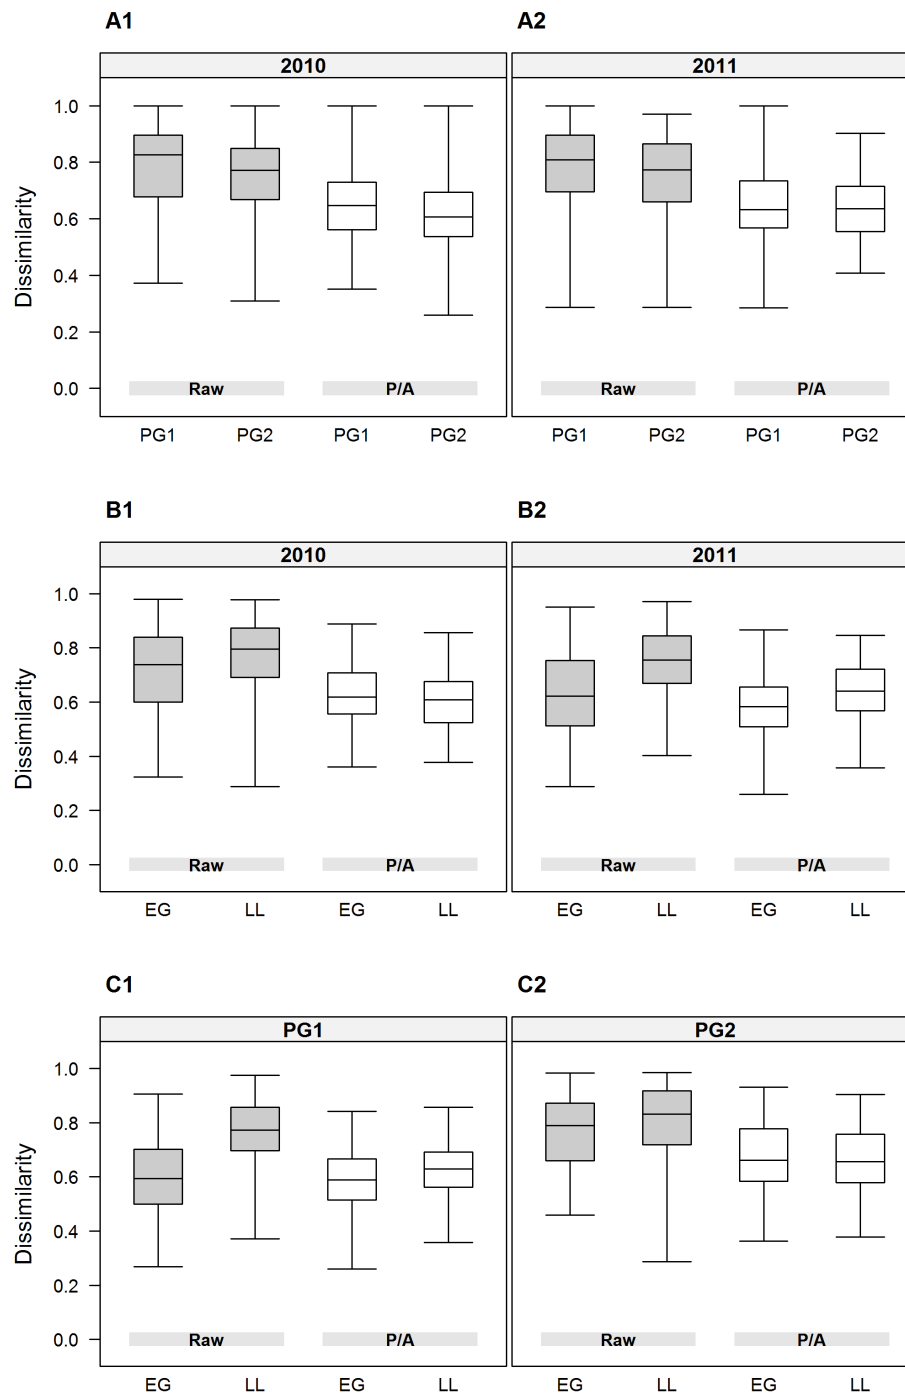 A1 A2
2010 2011
1.0
0.8
0.6
0.4
0.2
0.0
Dissimilarity
Raw P/A Raw P/A
PG1 PG2 PG1 PG2 PG1 PG2 PG1 PG2
B1 B2
2010 2011
1.0
0.8
0.6
0.4
0.2
0.0
Dissimilarity
Raw P/A Raw P/A
EG LL EG LL EG LL EG LL
C1 C2
PG1 PG2
1.0
0.8
0.6
0.4
0.2
0.0
Dissimilarity
Raw P/A Raw P/A
EG LL EG LL EG LL EG LL